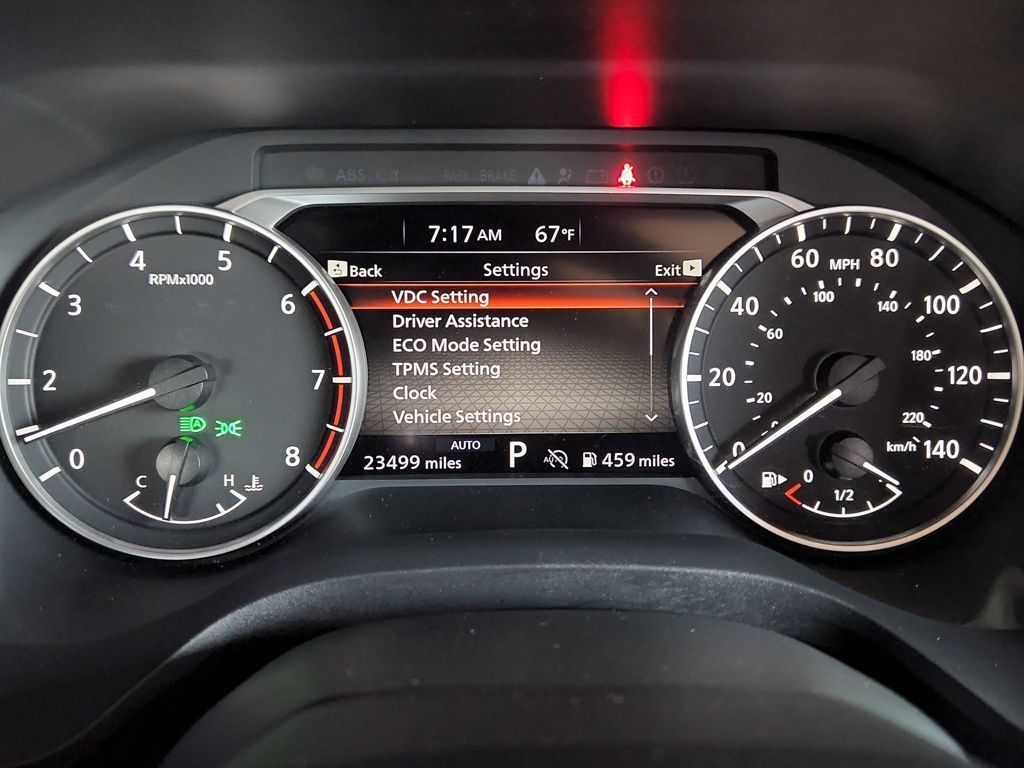 ABS
PARK BRAKE
7:17 AM 67°F
Back Settings Exit
VDC Setting
Driver Assistance
ECO Mode Setting
TPMS Setting
Clock
Vehicle Settings
AUTO
23499 miles P AUTO 459 miles
RPMx1000
0
2
3
4
5
6
7
8
A
C H
MPH
0
20
40
60
80
100
120
140
20
60
100
140
180
220
km/h
0
1/2